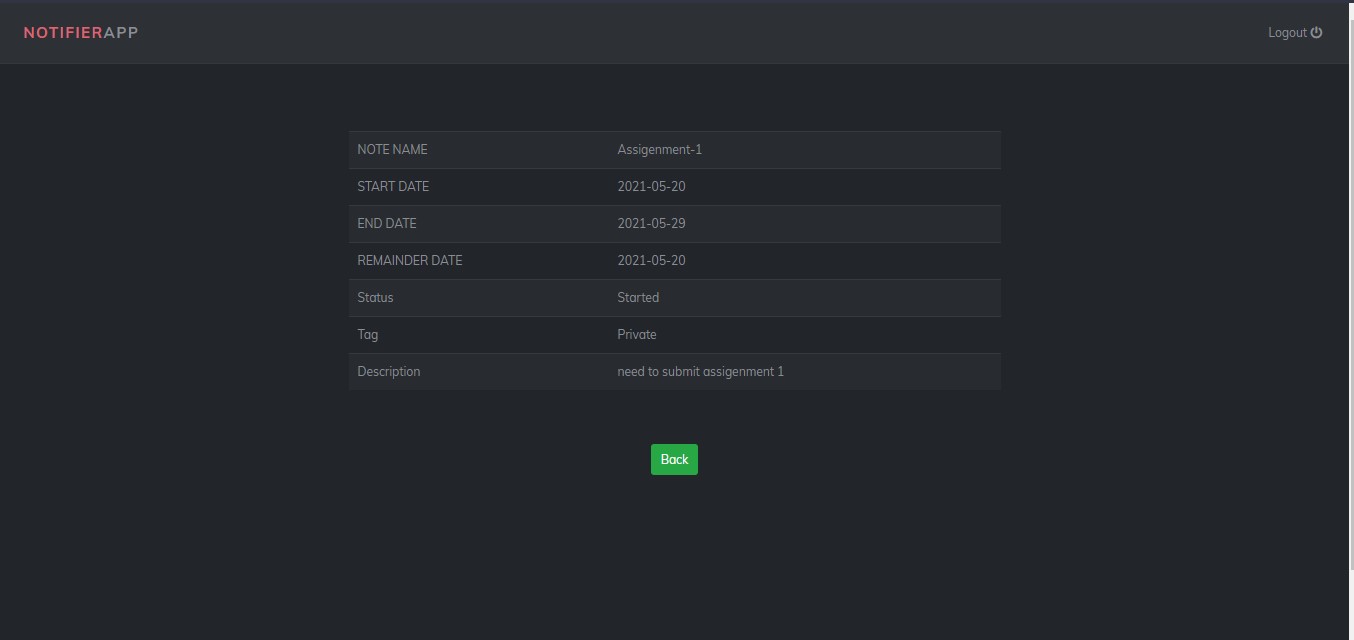 NOTIFIERAPP Logout
NOTE NAME Assigenment-1
START DATE 2021-05-20
END DATE 2021-05-29
REMAINDER DATE 2021-05-20
Status Started
Tag Private
Description need to submit assigenment 1
Back